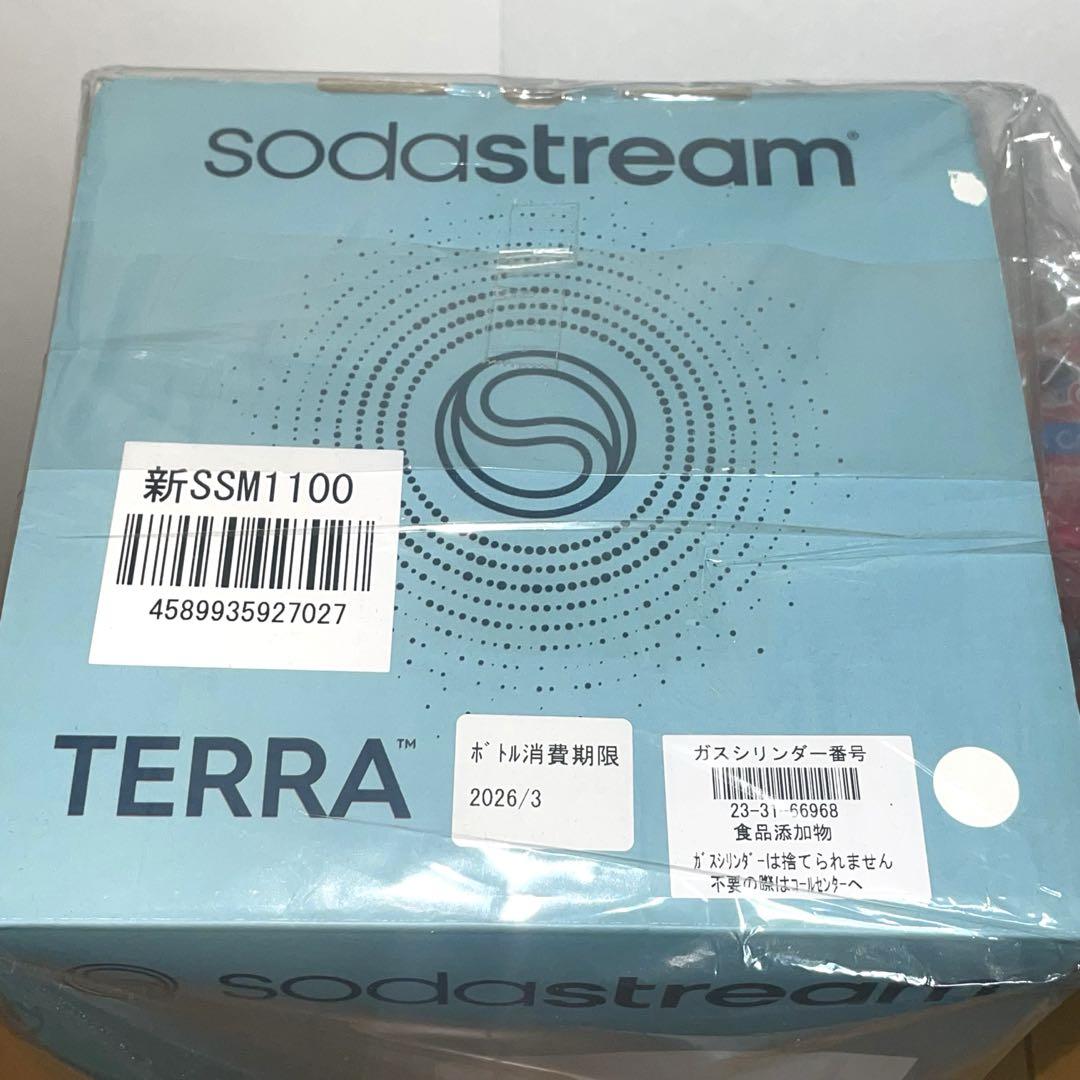 sodastream
新SSM1100
4589935927027
TERRA™
ﾎﾞﾄﾙ消費期限
2026/3
ガスシリンダー番号
23-31-66968
食品添加物
ｶﾞｽｼﾘﾝﾀﾞｰは捨てられません
不要の際はｺｰﾙｾﾝﾀｰへ
sodastream